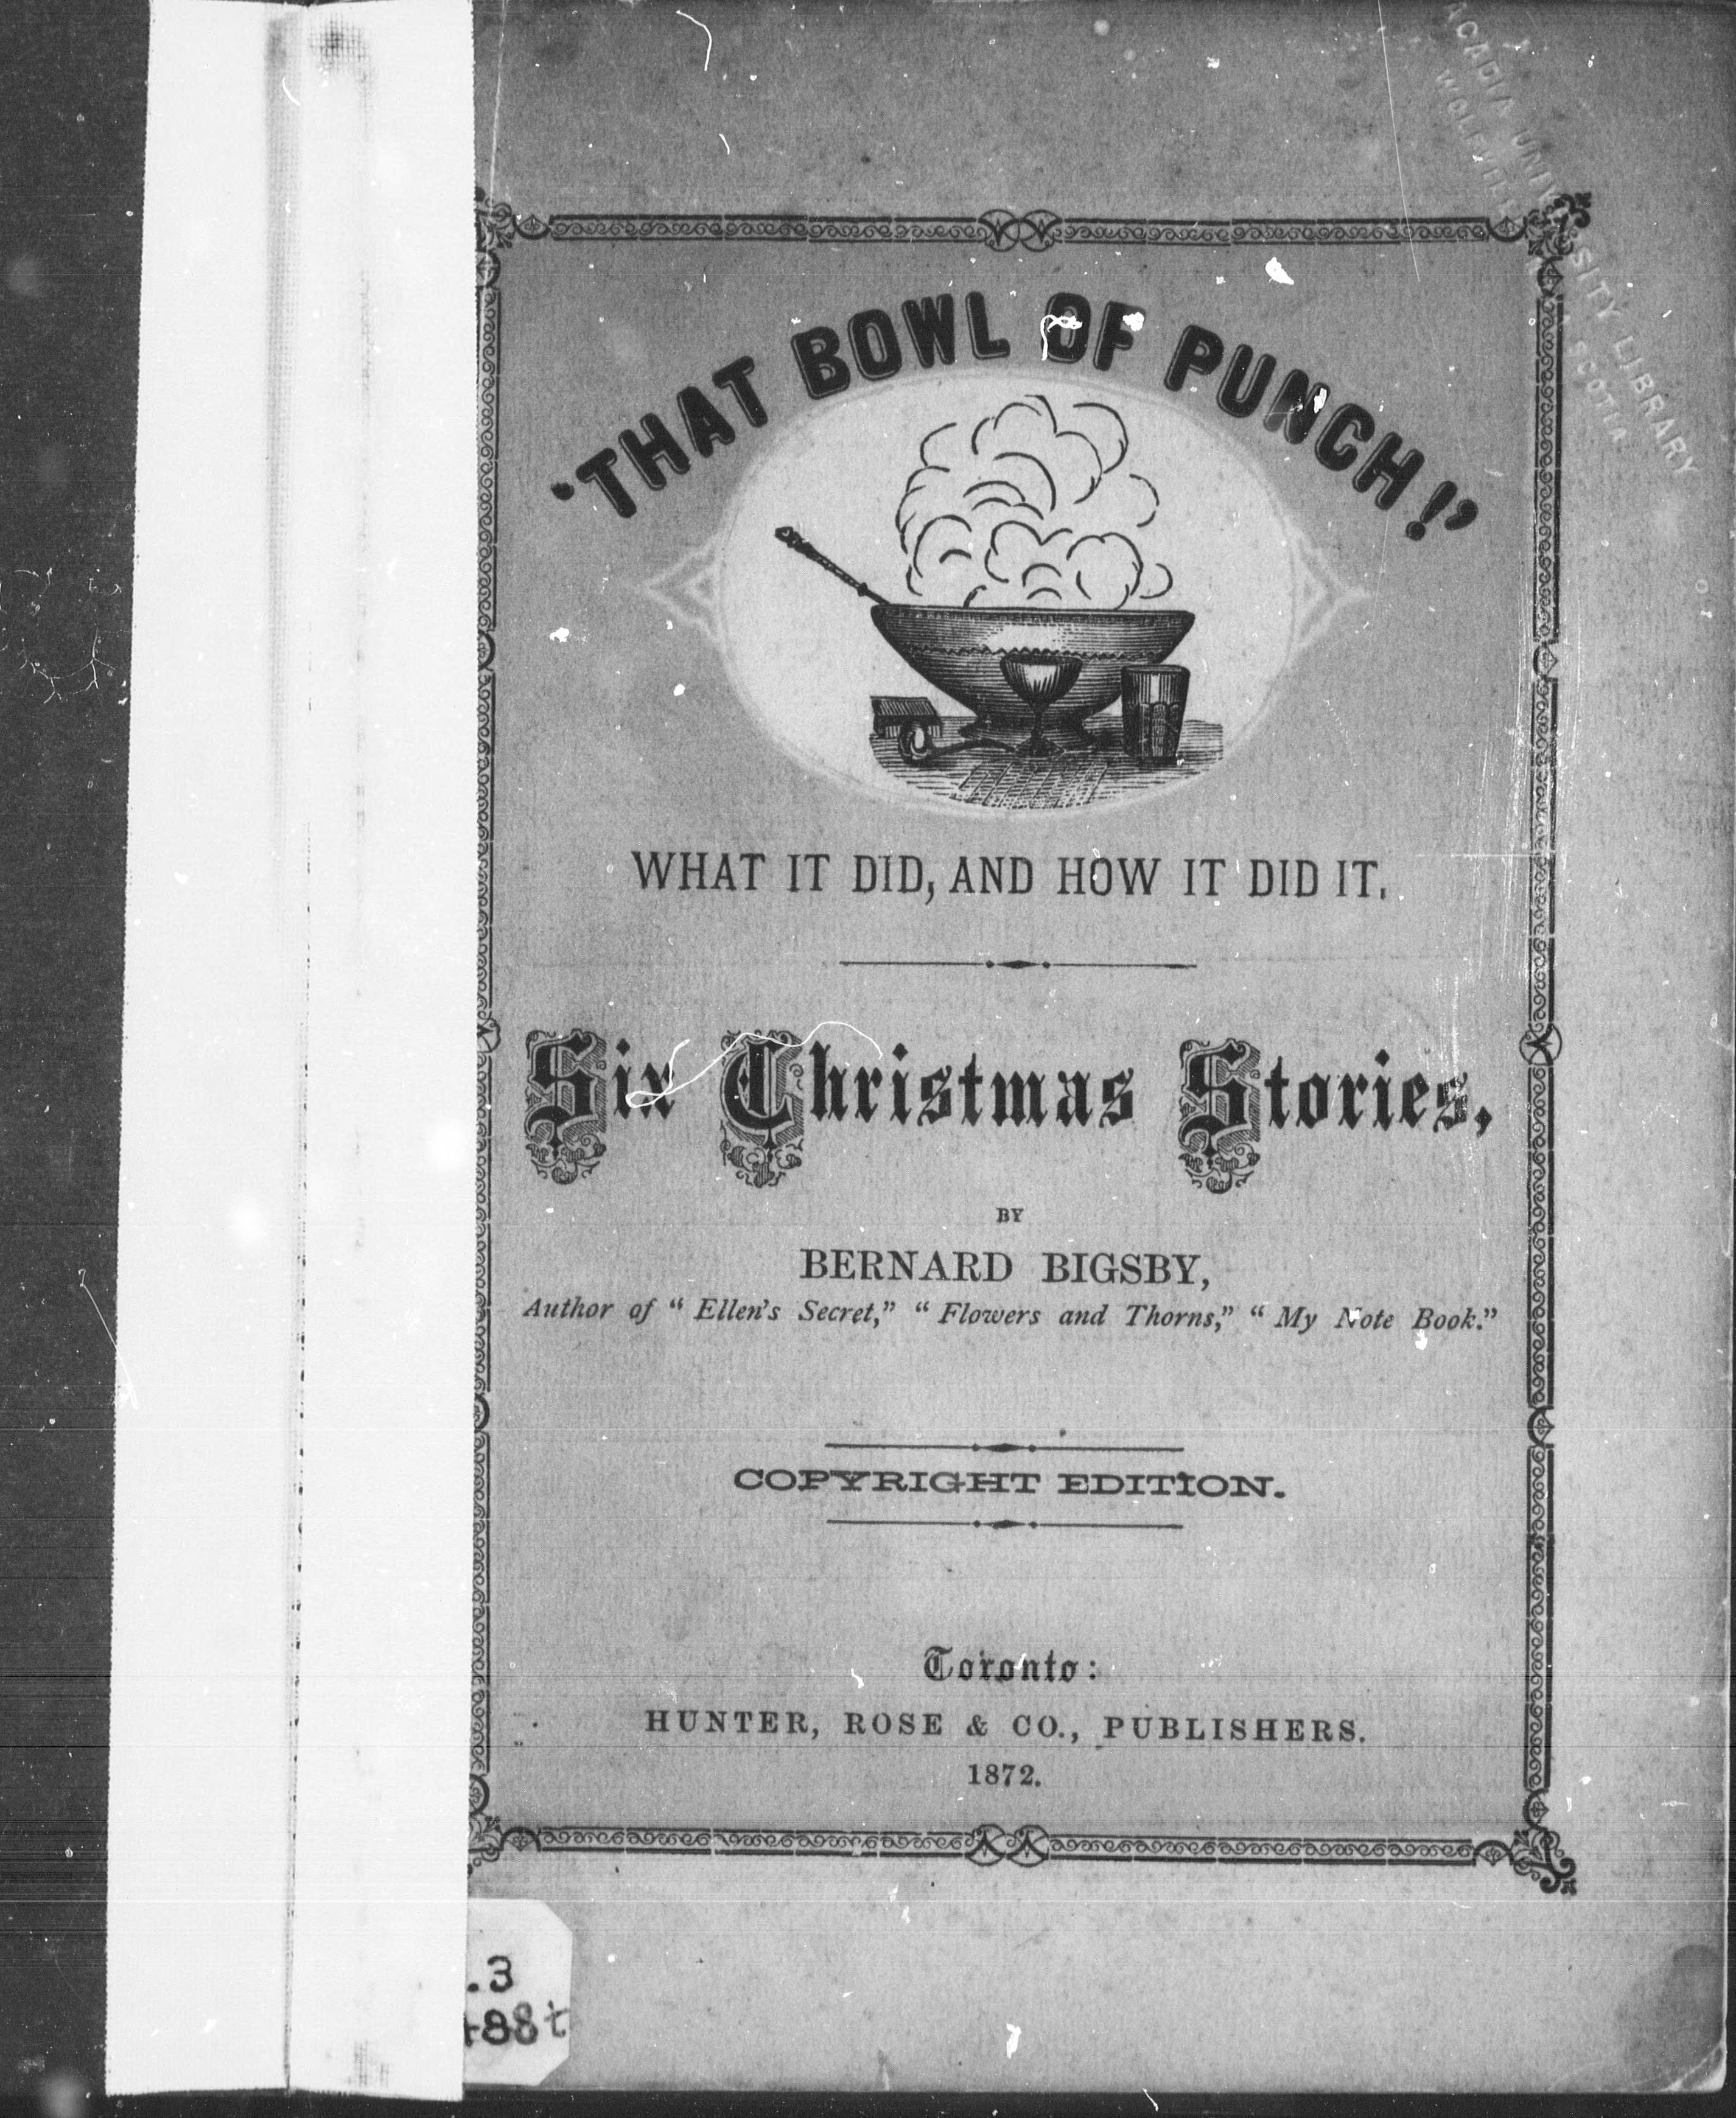 ACADIA UNIVERSITY LIBRARY
'THAT BOWL OF PUNCH!'
WHAT IT DID, AND HOW IT DID IT.
Six Christmas Stories,
BY
BERNARD BIGSBY,
Author of “ Ellen's Secret,” “ Flowers and Thorns,” “ My Note Book.”
COPYRIGHT EDITION.
Toronto:
HUNTER, ROSE & CO., PUBLISHERS.
1872.
.3
88t